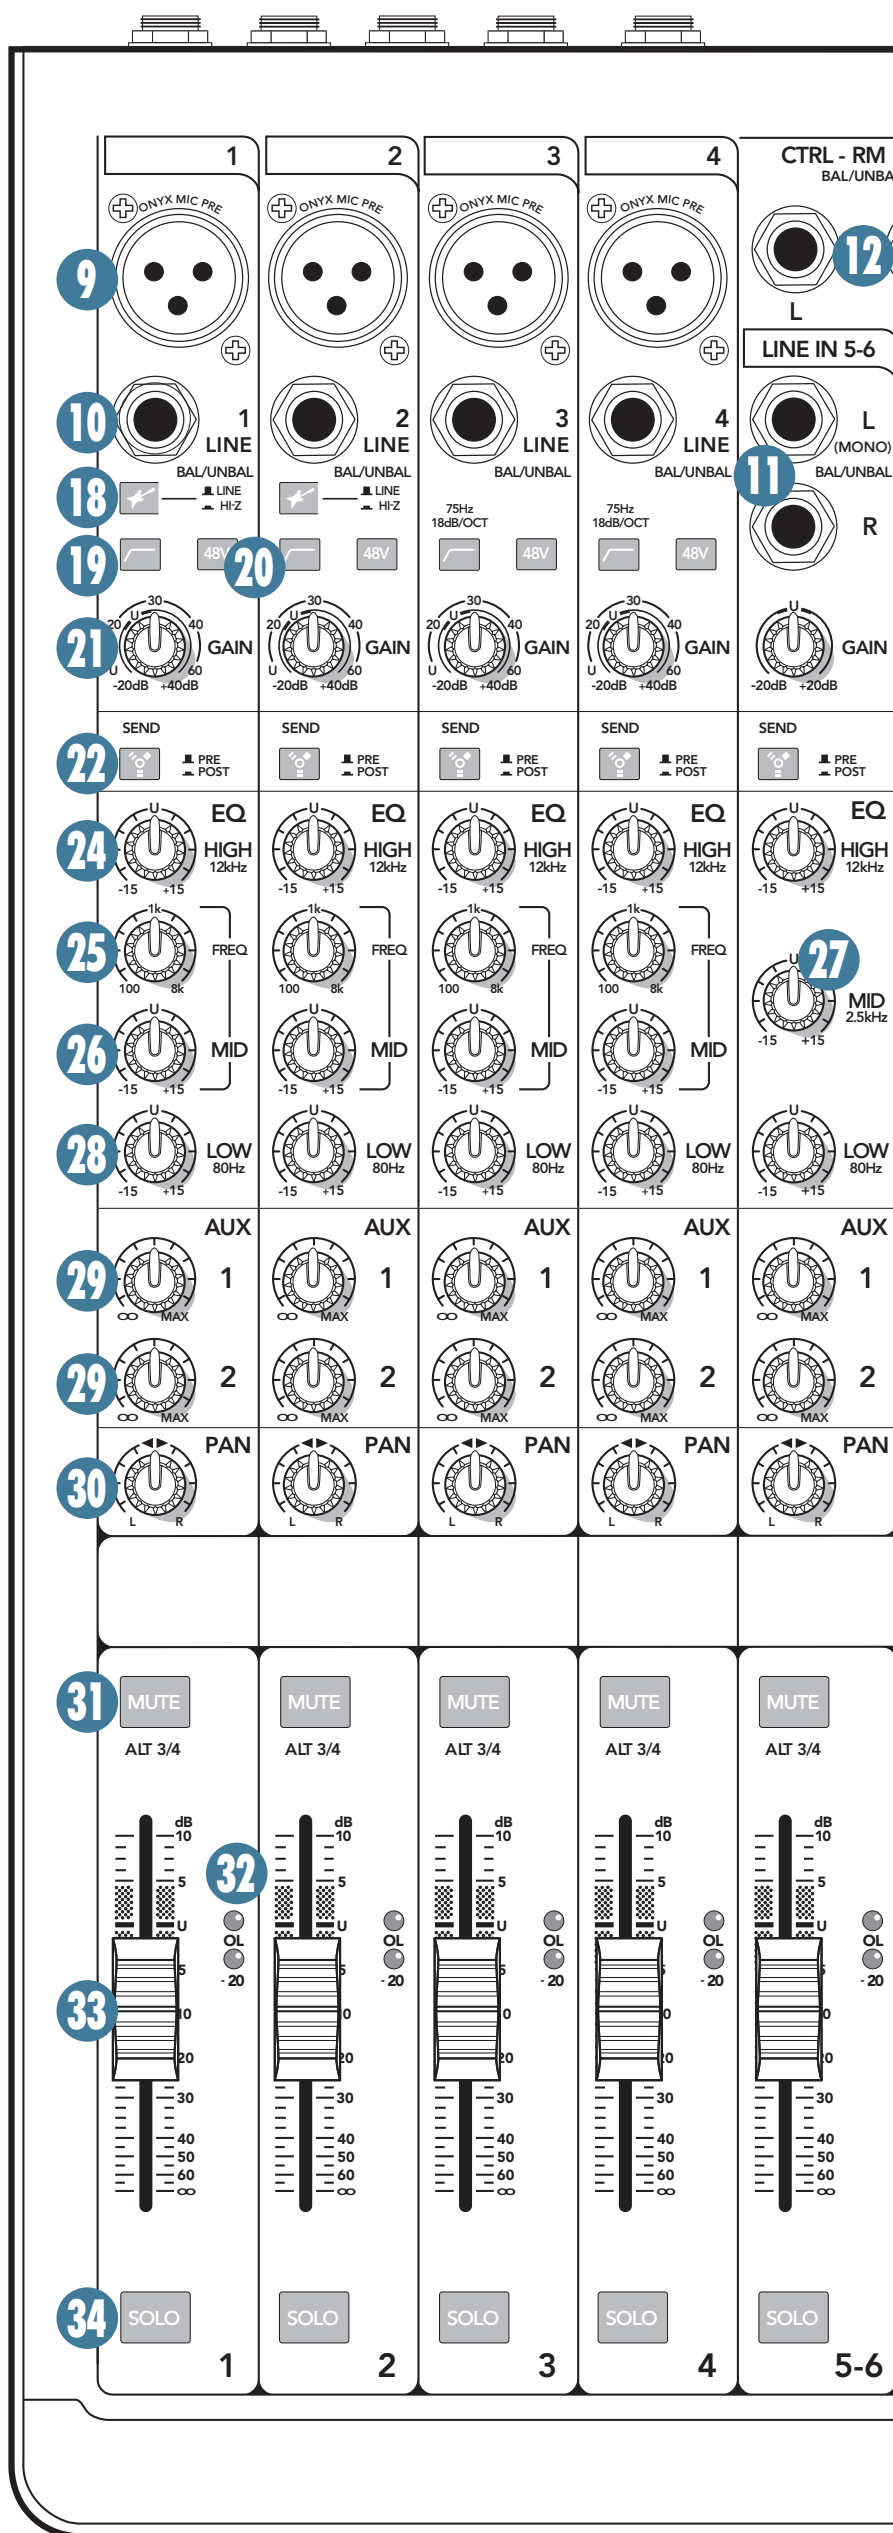 1 2 3 4 CTRL - RM
BAL/UNBA
ONYX MIC PRE ONYX MIC PRE ONYX MIC PRE ONYX MIC PRE
9 12
L
LINE IN 5-6
10 1 2 3 4 L
LINE LINE LINE LINE (MONO)
BAL/UNBAL BAL/UNBAL BAL/UNBAL BAL/UNBAL 11 BAL/UNBAL
18 LINE LINE
HI-Z HI-Z
75Hz 75Hz
18dB/OCT 18dB/OCT
R
19 48V 20 48V 48V 48V
30 30 30 30 U
20 U 40 20 U 40 20 U 40 20 U 40
21 GAIN GAIN GAIN GAIN GAIN
U 60 U 60 U 60 U 60
-20dB +40dB -20dB +40dB -20dB +40dB -20dB +40dB -20dB +20dB
SEND SEND SEND SEND SEND
22 PRE PRE PRE PRE PRE
POST POST POST POST POST
U EQ U EQ U EQ U EQ U EQ
24 HIGH HIGH HIGH HIGH HIGH
12kHz 12kHz 12kHz 12kHz 12kHz
-15 +15 -15 +15 -15 +15 -15 +15 -15 +15
1k 1k 1k 1k
25 FREQ FREQ FREQ FREQ U 27
100 8k 100 8k 100 8k 100 8k
MID
2.5kHz
U U U U
-15 +15
26 MID MID MID MID
-15 +15 -15 +15 -15 +15 -15 +15
U U U U U
28 LOW LOW LOW LOW LOW
80Hz 80Hz 80Hz 80Hz 80Hz
-15 +15 -15 +15 -15 +15 -15 +15 -15 +15
AUX AUX AUX AUX AUX
29 1 1 1 1 1
∞ MAX ∞ MAX ∞ MAX ∞ MAX ∞ MAX
29 2 2 2 2 2
∞ MAX ∞ MAX ∞ MAX ∞ MAX ∞ MAX
PAN PAN PAN PAN PAN
30
L R L R L R L R L R
31 MUTE MUTE MUTE MUTE MUTE
ALT 3/4 ALT 3/4 ALT 3/4 ALT 3/4 ALT 3/4
dB dB dB dB dB
10 10 10 10 10
32
5 5 5 5 5
U U U U U
OL OL OL OL OL
5 5 5 5 5
-20 -20 -20 -20 -20
33 10 0 0 0 0
20 20 20 20 20
30 30 30 30 30
40 40 40 40 40
50 50 50 50 50
60 60 60 60 60
∞ ∞ ∞ ∞ ∞
34 SOLO SOLO SOLO SOLO SOLO
1 2 3 4 5-6